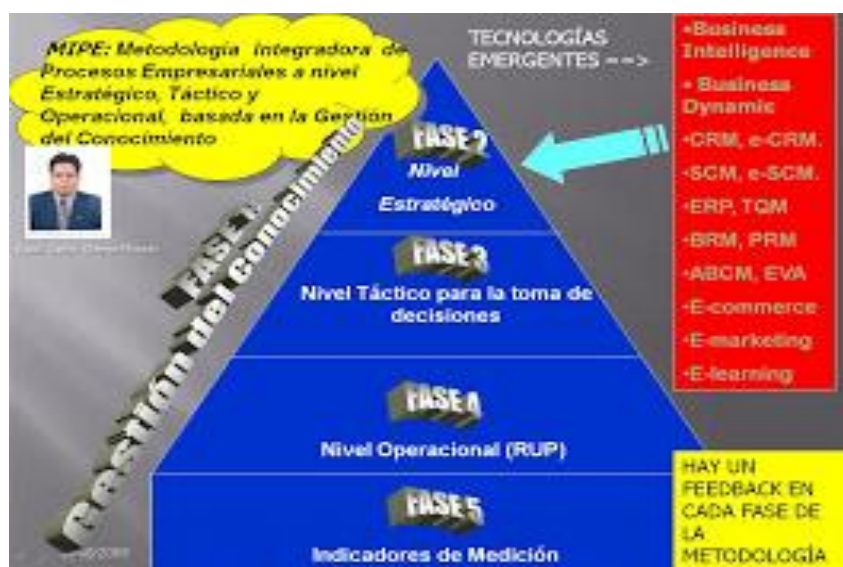 MIPE: Metodología integradora de
Procesos Empresariales a nivel
Estratégico, Táctico y
Operacional, basada en la Gestión
del Conocimiento
TECNOLOGÍAS
EMERGENTES ==>
•Business
Intelligence
• Business
Dynamic
•CRM, e-CRM.
•SCM, e-SCM.
•ERP, TQM
•BRM, PRM
•ABCM, EVA
•E-commerce
•E-marketing
•E-learning
FASE 1:
Gestión del Conocimiento
FASE 2
Nivel
Estratégico
FASE 3
Nivel Táctico para la toma de
decisiones
FASE 4
Nivel Operacional (RUP)
FASE 5
Indicadores de Medición
HAY UN
FEEDBACK EN
CADA FASE DE
LA
METODOLOGÍA